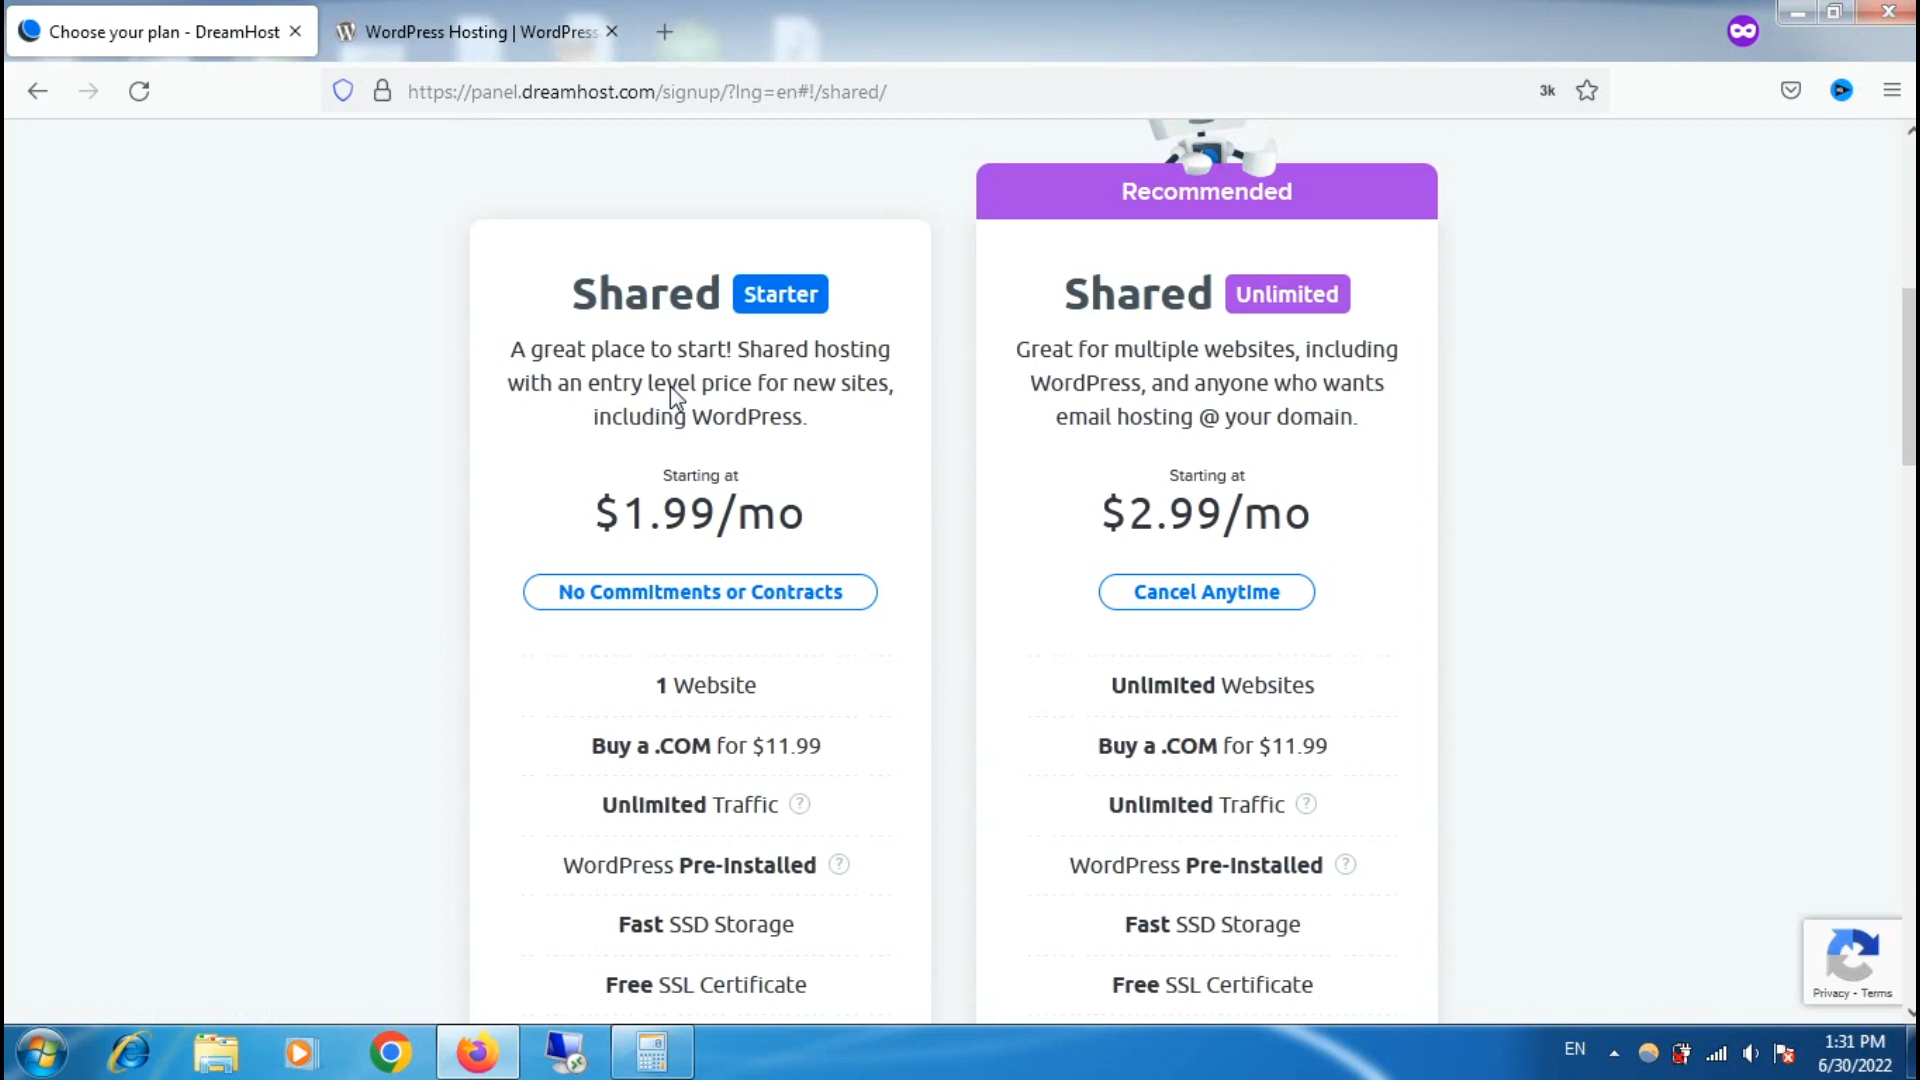 Choose your plan - DreamHost
WordPress Hosting | WordPress
https://panel.dreamhost.com/signup/?lng=en#!/shared/
3k
Recommended
Shared Starter
A great place to start! Shared hosting
with an entry level price for new sites,
including WordPress.
Starting at
$1.99/mo
No Commitments or Contracts
1 Website
Buy a .COM for $11.99
Unlimited Traffic ?
WordPress Pre-Installed ?
Fast SSD Storage
Free SSL Certificate
Shared Unlimited
Great for multiple websites, including
WordPress, and anyone who wants
email hosting @ your domain.
Starting at
$2.99/mo
Cancel Anytime
Unlimited Websites
Buy a .COM for $11.99
Unlimited Traffic ?
WordPress Pre-Installed ?
Fast SSD Storage
Free SSL Certificate
Privacy - Terms
EN
1:31 PM
6/30/2022